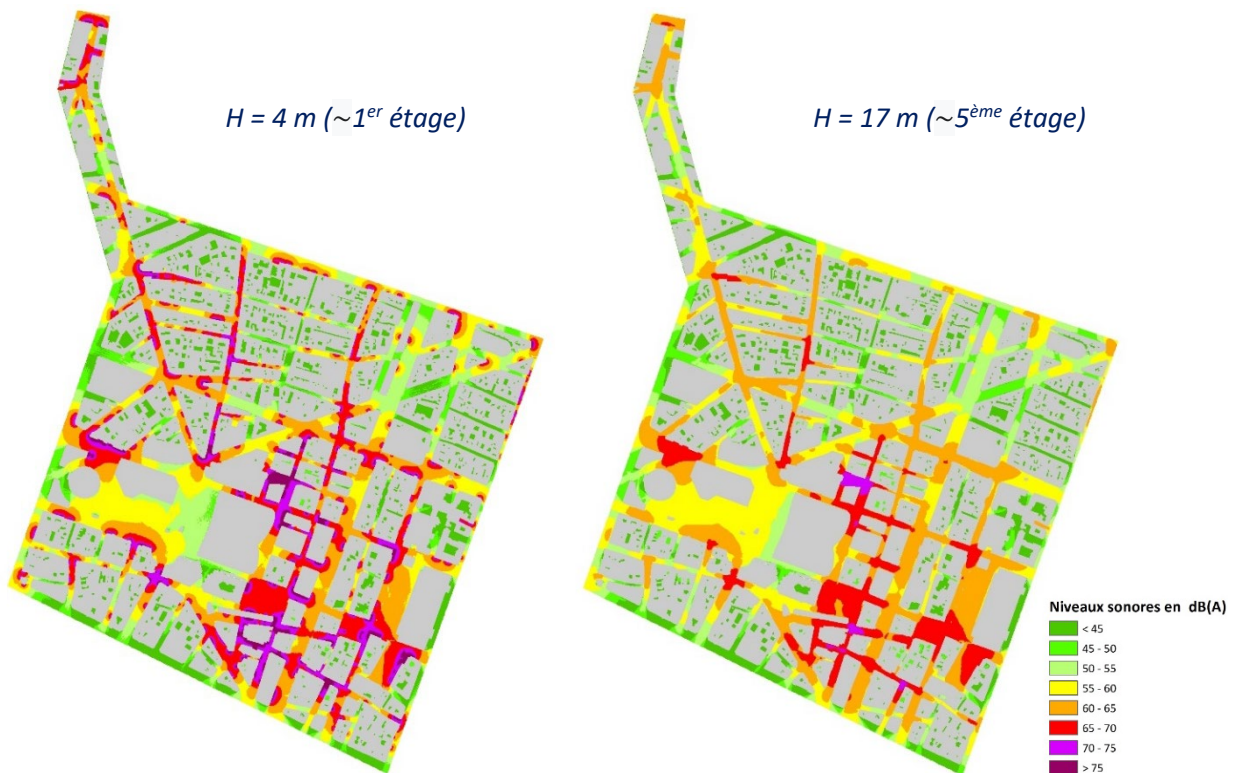 H = 4 m (~1er étage)
H = 17 m (~5ème étage)
Niveaux sonores en dB(A)
< 45
45 - 50
50 - 55
55 - 60
60 - 65
65 - 70
70 - 75
> 75